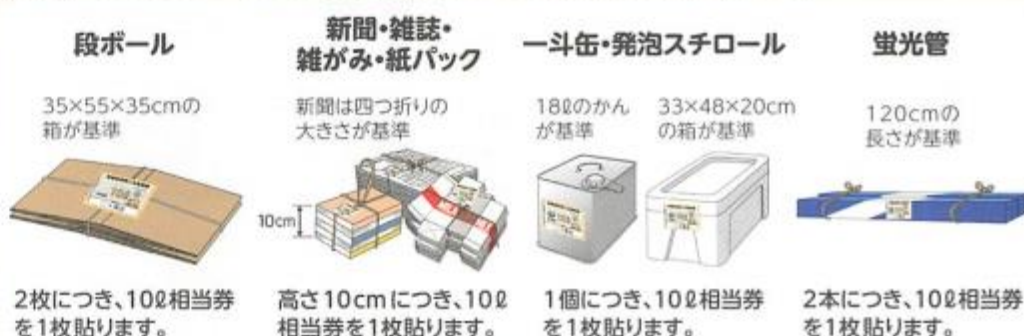 段ボール
35×55×35cmの
箱が基準
2枚につき、10ℓ相当券
を1枚貼ります。
新聞・雑誌・
雑がみ・紙パック
新聞は四つ折りの
大きさが基準
10cm
高さ10cmにつき、10ℓ
相当券を1枚貼ります。
一斗缶・発泡スチロール
18ℓのかん
が基準
33×48×20cm
の箱が基準
1個につき、10ℓ相当券
を1枚貼ります。
蛍光管
120cmの
長さが基準
2本につき、10ℓ相当券
を1枚貼ります。